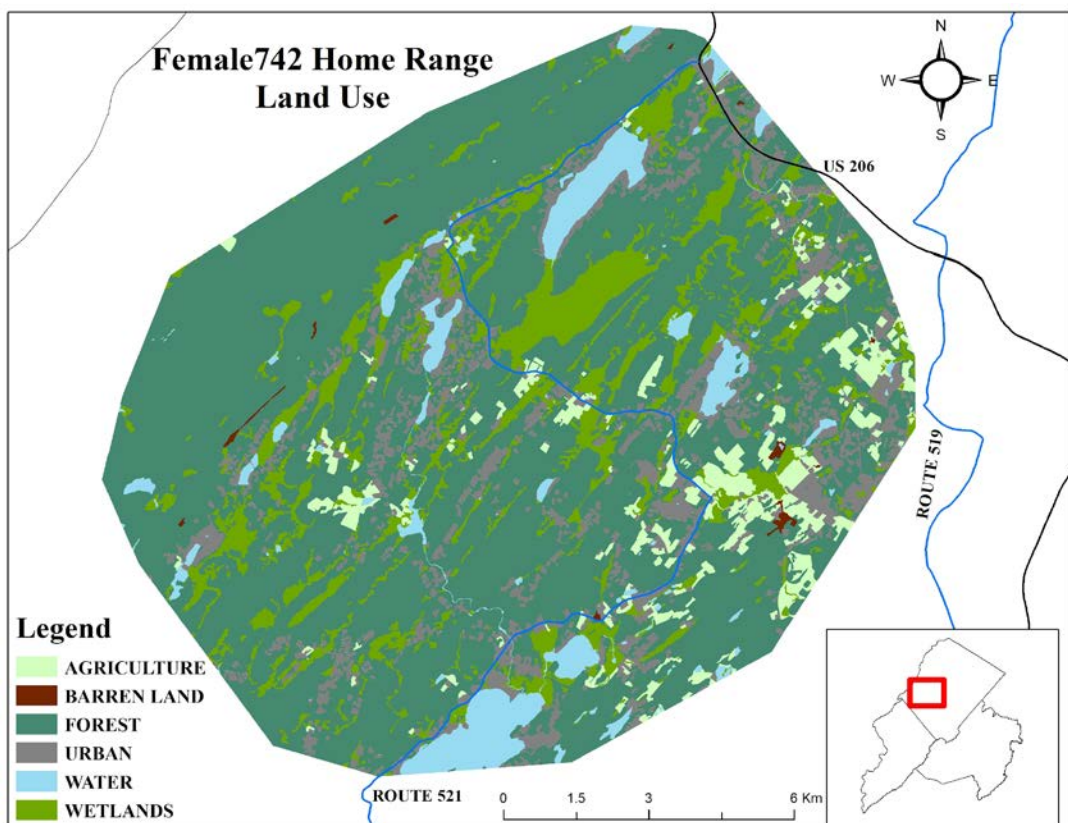 Female742 Home Range
Land Use
N
W
E
S
US 206
ROUTE 519
Legend
AGRICULTURE
BARREN LAND
FOREST
URBAN
WATER
WETLANDS
ROUTE 521
0 1.5 3 6 Km